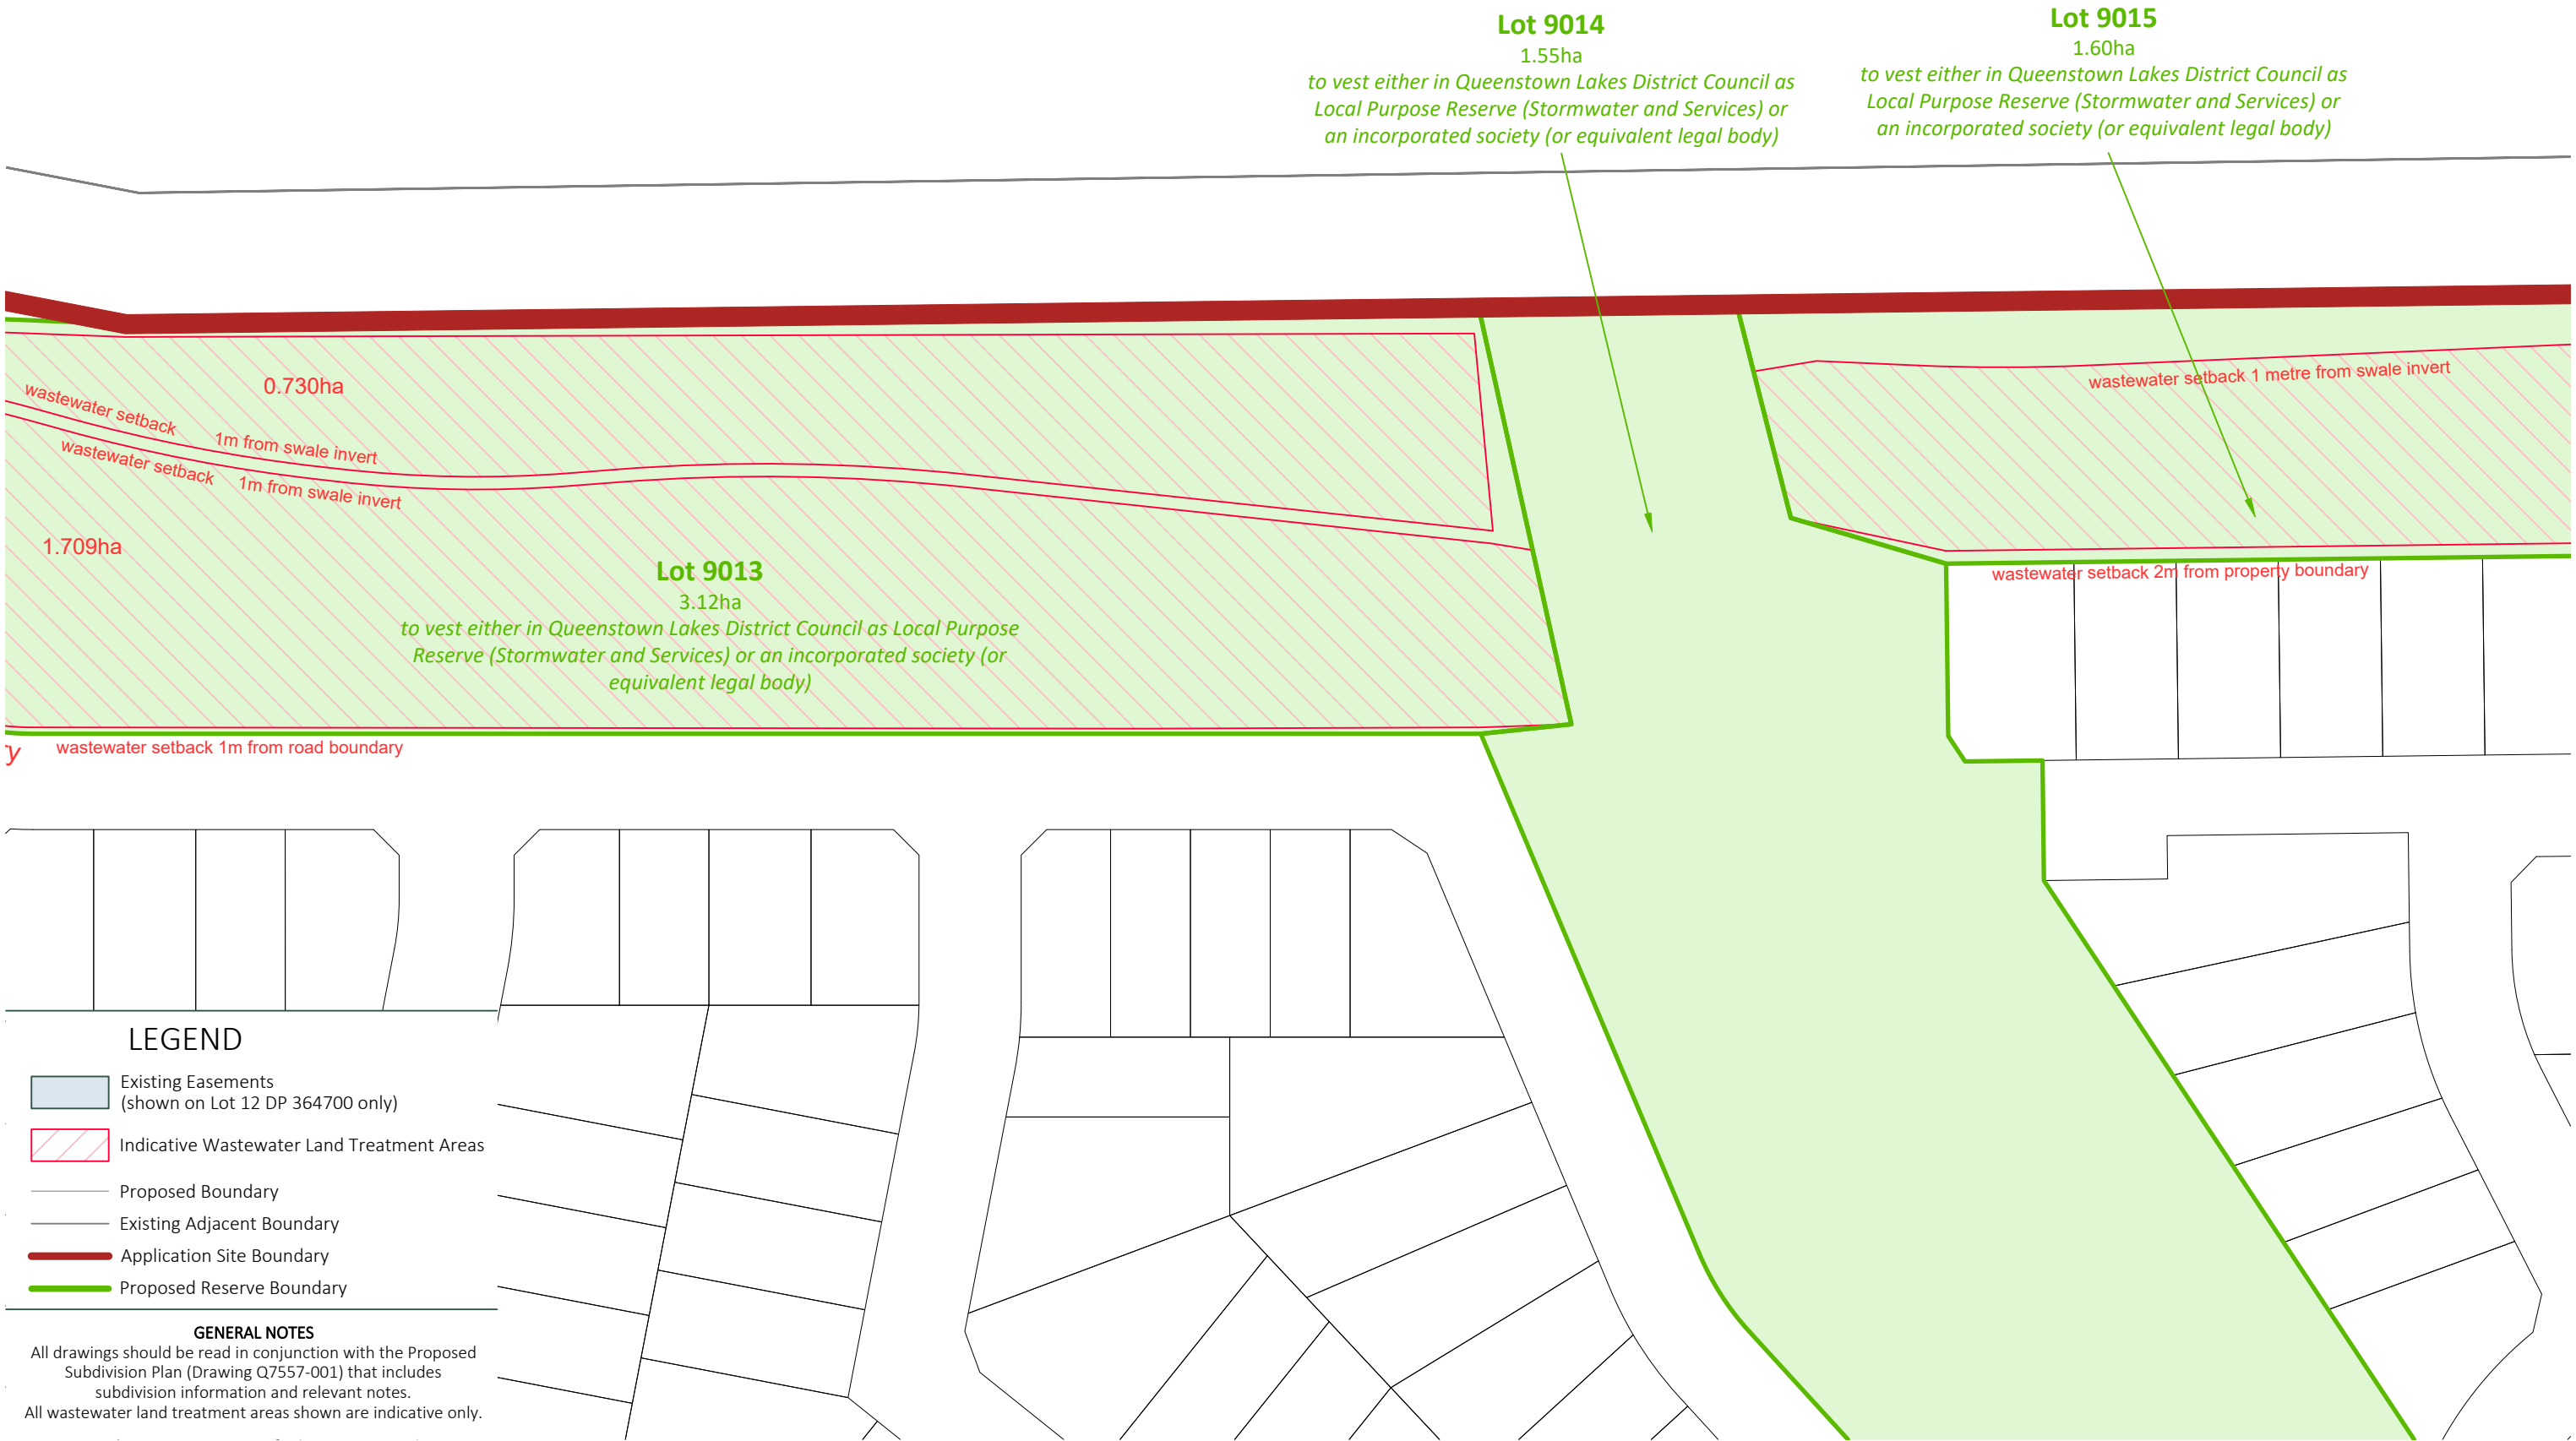 Lot 9014
1.55ha
to vest either in Queenstown Lakes District Council as
Local Purpose Reserve (Stormwater and Services) or
an incorporated society (or equivalent legal body)
Lot 9015
1.60ha
to vest either in Queenstown Lakes District Council as
Local Purpose Reserve (Stormwater and Services) or
an incorporated society (or equivalent legal body)
0.730ha
wastewater setback 1m from swale invert
wastewater setback 1m from swale invert
wastewater setback 1 metre from swale invert
1.709ha
Lot 9013
3.12ha
to vest either in Queenstown Lakes District Council as Local Purpose
Reserve (Stormwater and Services) or an incorporated society (or
equivalent legal body)
wastewater setback 2m from property boundary
y wastewater setback 1m from road boundary
LEGEND
Existing Easements
(shown on Lot 12 DP 364700 only)
Indicative Wastewater Land Treatment Areas
Proposed Boundary
Existing Adjacent Boundary
Application Site Boundary
Proposed Reserve Boundary
GENERAL NOTES
All drawings should be read in conjunction with the Proposed
Subdivision Plan (Drawing Q7557-001) that includes
subdivision information and relevant notes.
All wastewater land treatment areas shown are indicative only.